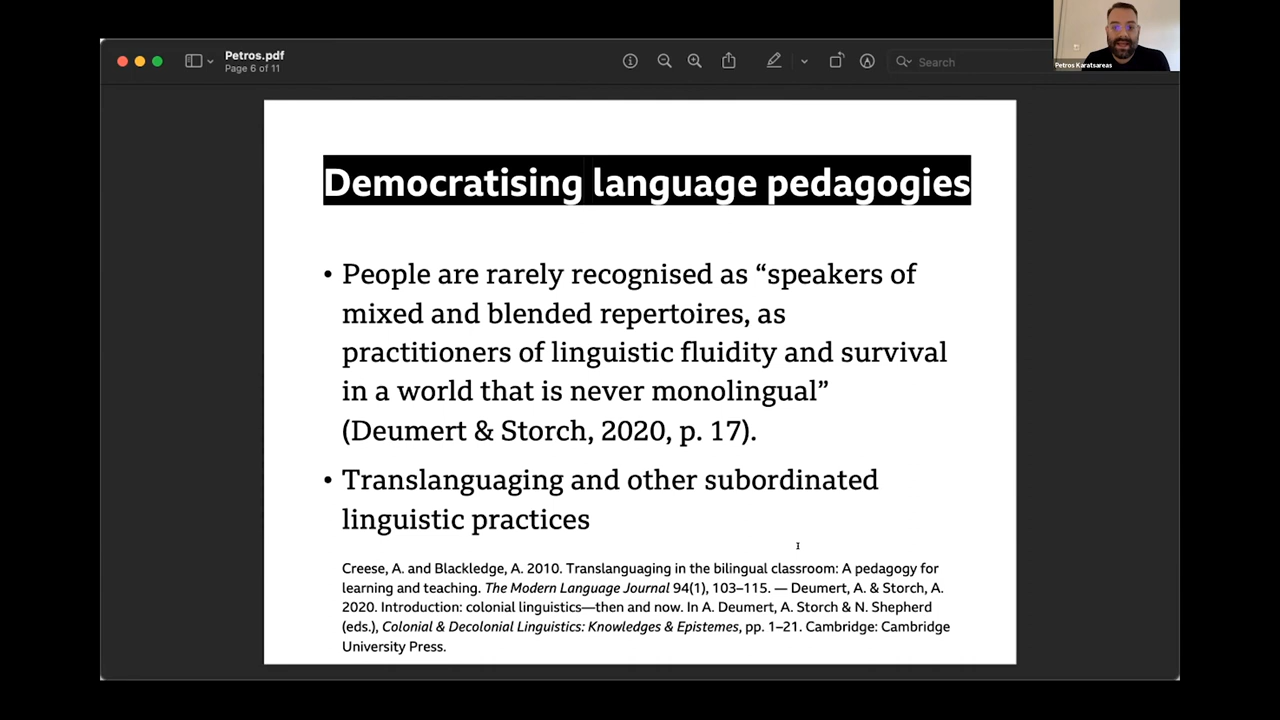 Petros.pdf
Page 6 of 11
Search
Petros Karatsareas
Democratising language pedagogies
• People are rarely recognised as “speakers of
mixed and blended repertoires, as
practitioners of linguistic fluidity and survival
in a world that is never monolingual”
(Deumert & Storch, 2020, p. 17).
• Translanguaging and other subordinated
linguistic practices
Creese, A. and Blackledge, A. 2010. Translanguaging in the bilingual classroom: A pedagogy for
learning and teaching. The Modern Language Journal 94(1), 103–115. — Deumert, A. & Storch, A.
2020. Introduction: colonial linguistics—then and now. In A. Deumert, A. Storch & N. Shepherd
(eds.), Colonial & Decolonial Linguistics: Knowledges & Epistemes, pp. 1–21. Cambridge: Cambridge
University Press.